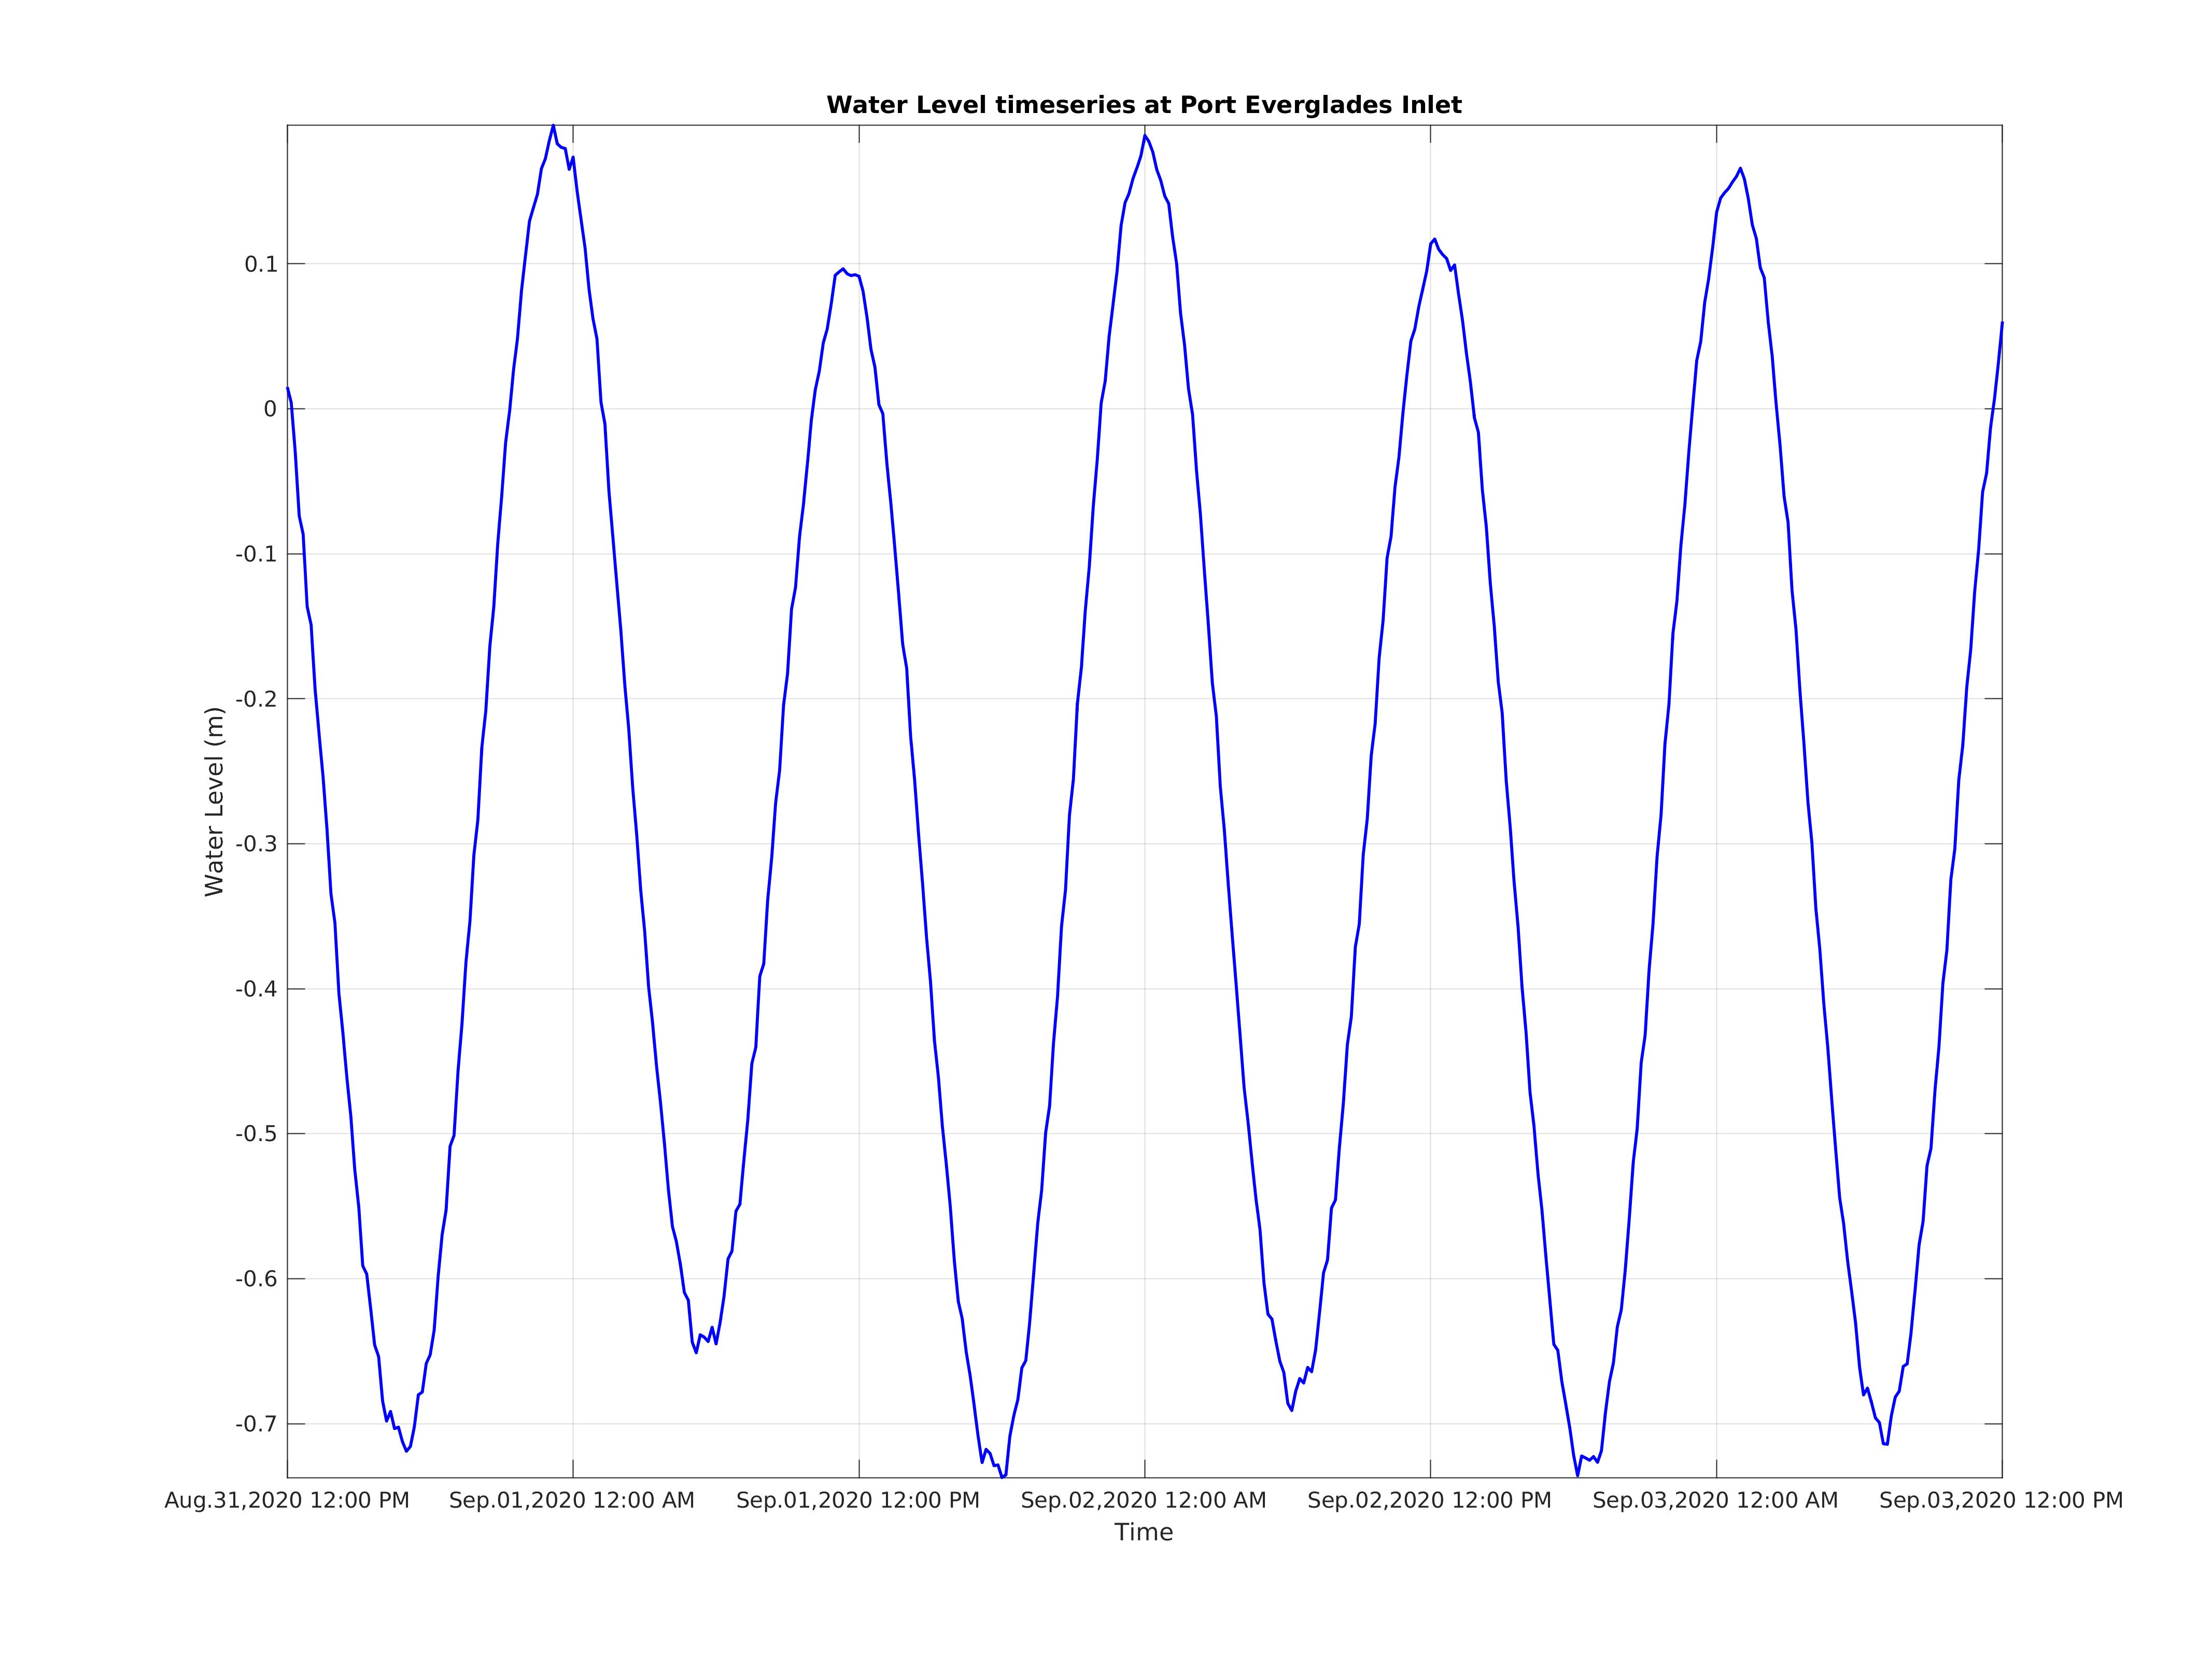 Water Level timeseries at Port Everglades Inlet
0.1
0
-0.1
-0.2
-0.3
-0.4
-0.5
-0.6
-0.7
Water Level (m)
Aug.31,2020 12:00 PM Sep.01,2020 12:00 AM Sep.01,2020 12:00 PM Sep.02,2020 12:00 AM Sep.02,2020 12:00 PM Sep.03,2020 12:00 AM Sep.03,2020 12:00 PM
Time